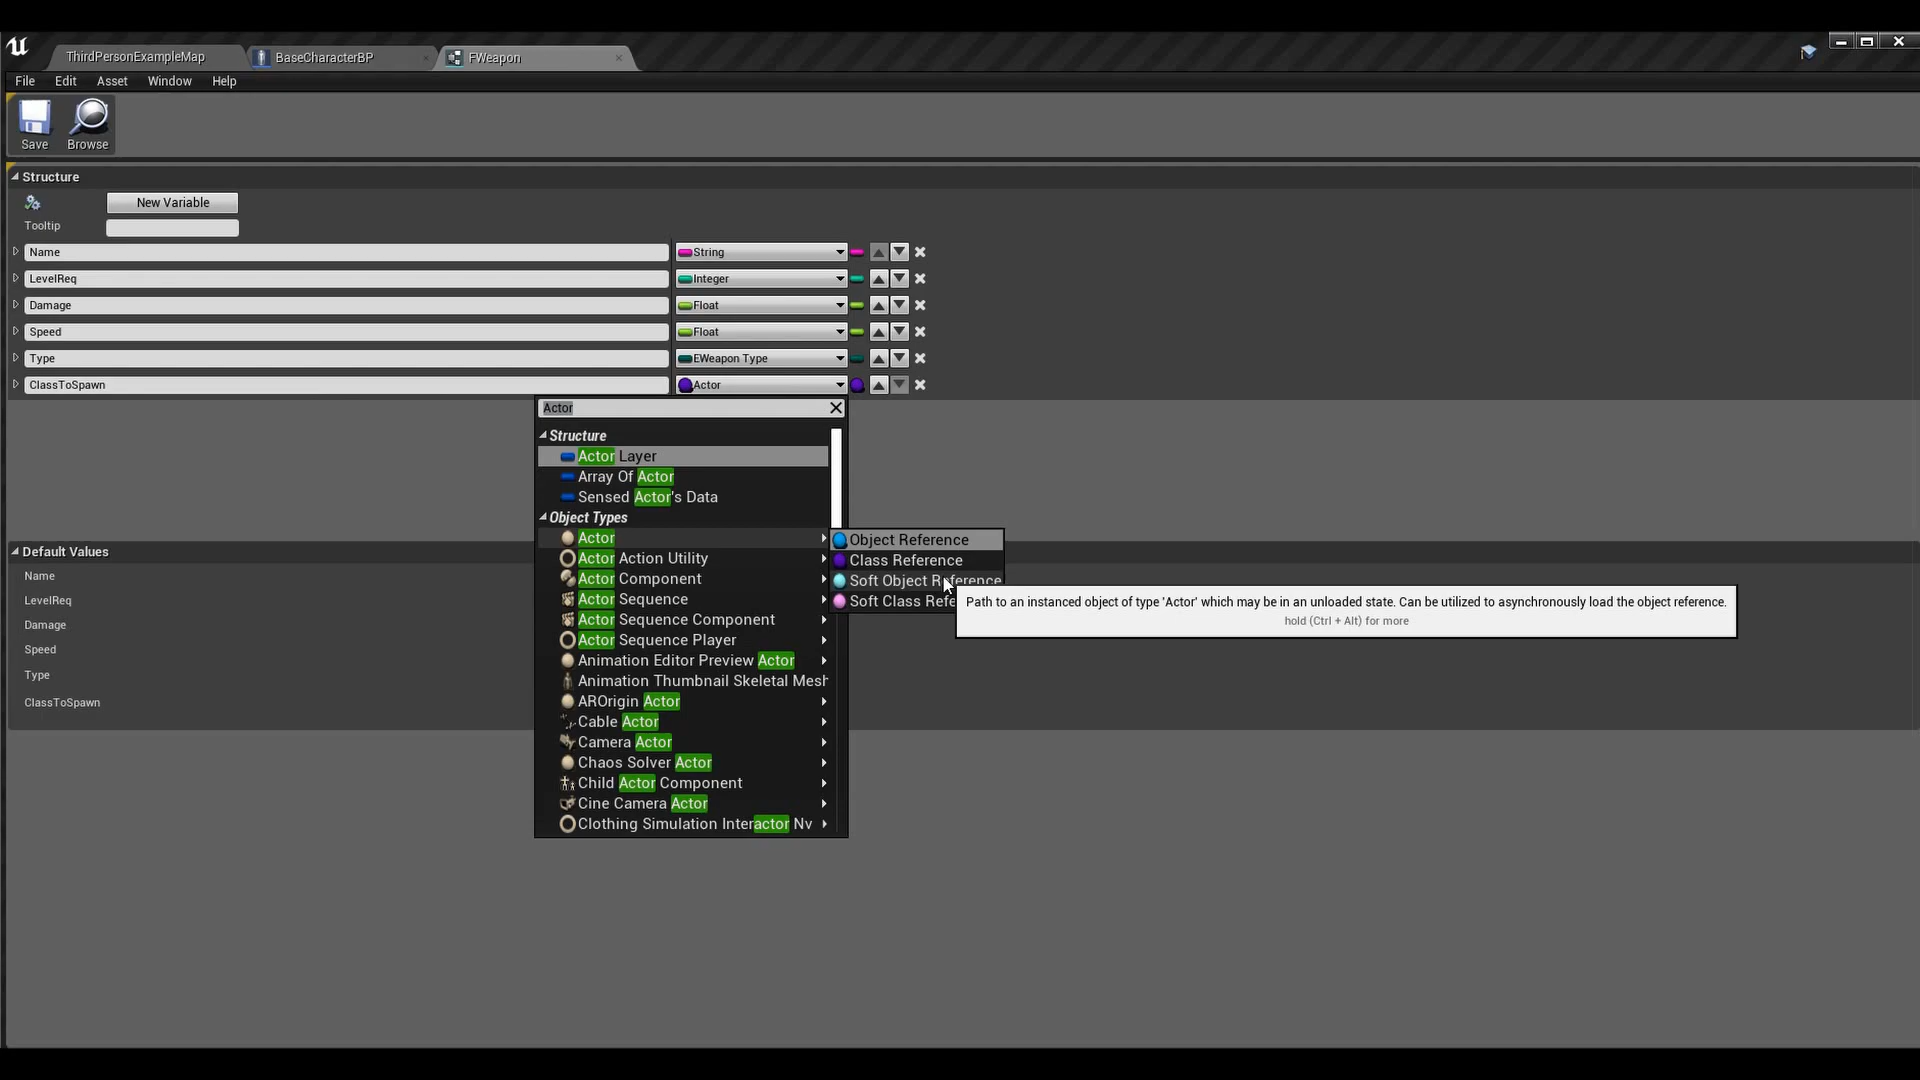 ThirdPersonExampleMap
BaseCharacterBP
FWeapon
File Edit Asset Window Help
Save Browse
Structure
New Variable
Tooltip
Name String
LevelReq Integer
Damage Float
Speed Float
Type EWeapon Type
ClassToSpawn Actor
Actor
Structure
Actor Layer
Array Of Actor
Sensed Actor's Data
Object Types
Actor
Actor Action Utility
Actor Component
Actor Sequence
Actor Sequence Component
Actor Sequence Player
Animation Editor Preview Actor
Animation Thumbnail Skeletal Mesh
AROrigin Actor
Cable Actor
Camera Actor
Chaos Solver Actor
Child Actor Component
Cine Camera Actor
Clothing Simulation Interactor Nv
Object Reference
Class Reference
Soft Object Reference
Soft Class Refe
Path to an instanced object of type 'Actor' which may be in an unloaded state. Can be utilized to asynchronously load the object reference.
hold (Ctrl + Alt) for more
Default Values
Name
LevelReq
Damage
Speed
Type
ClassToSpawn